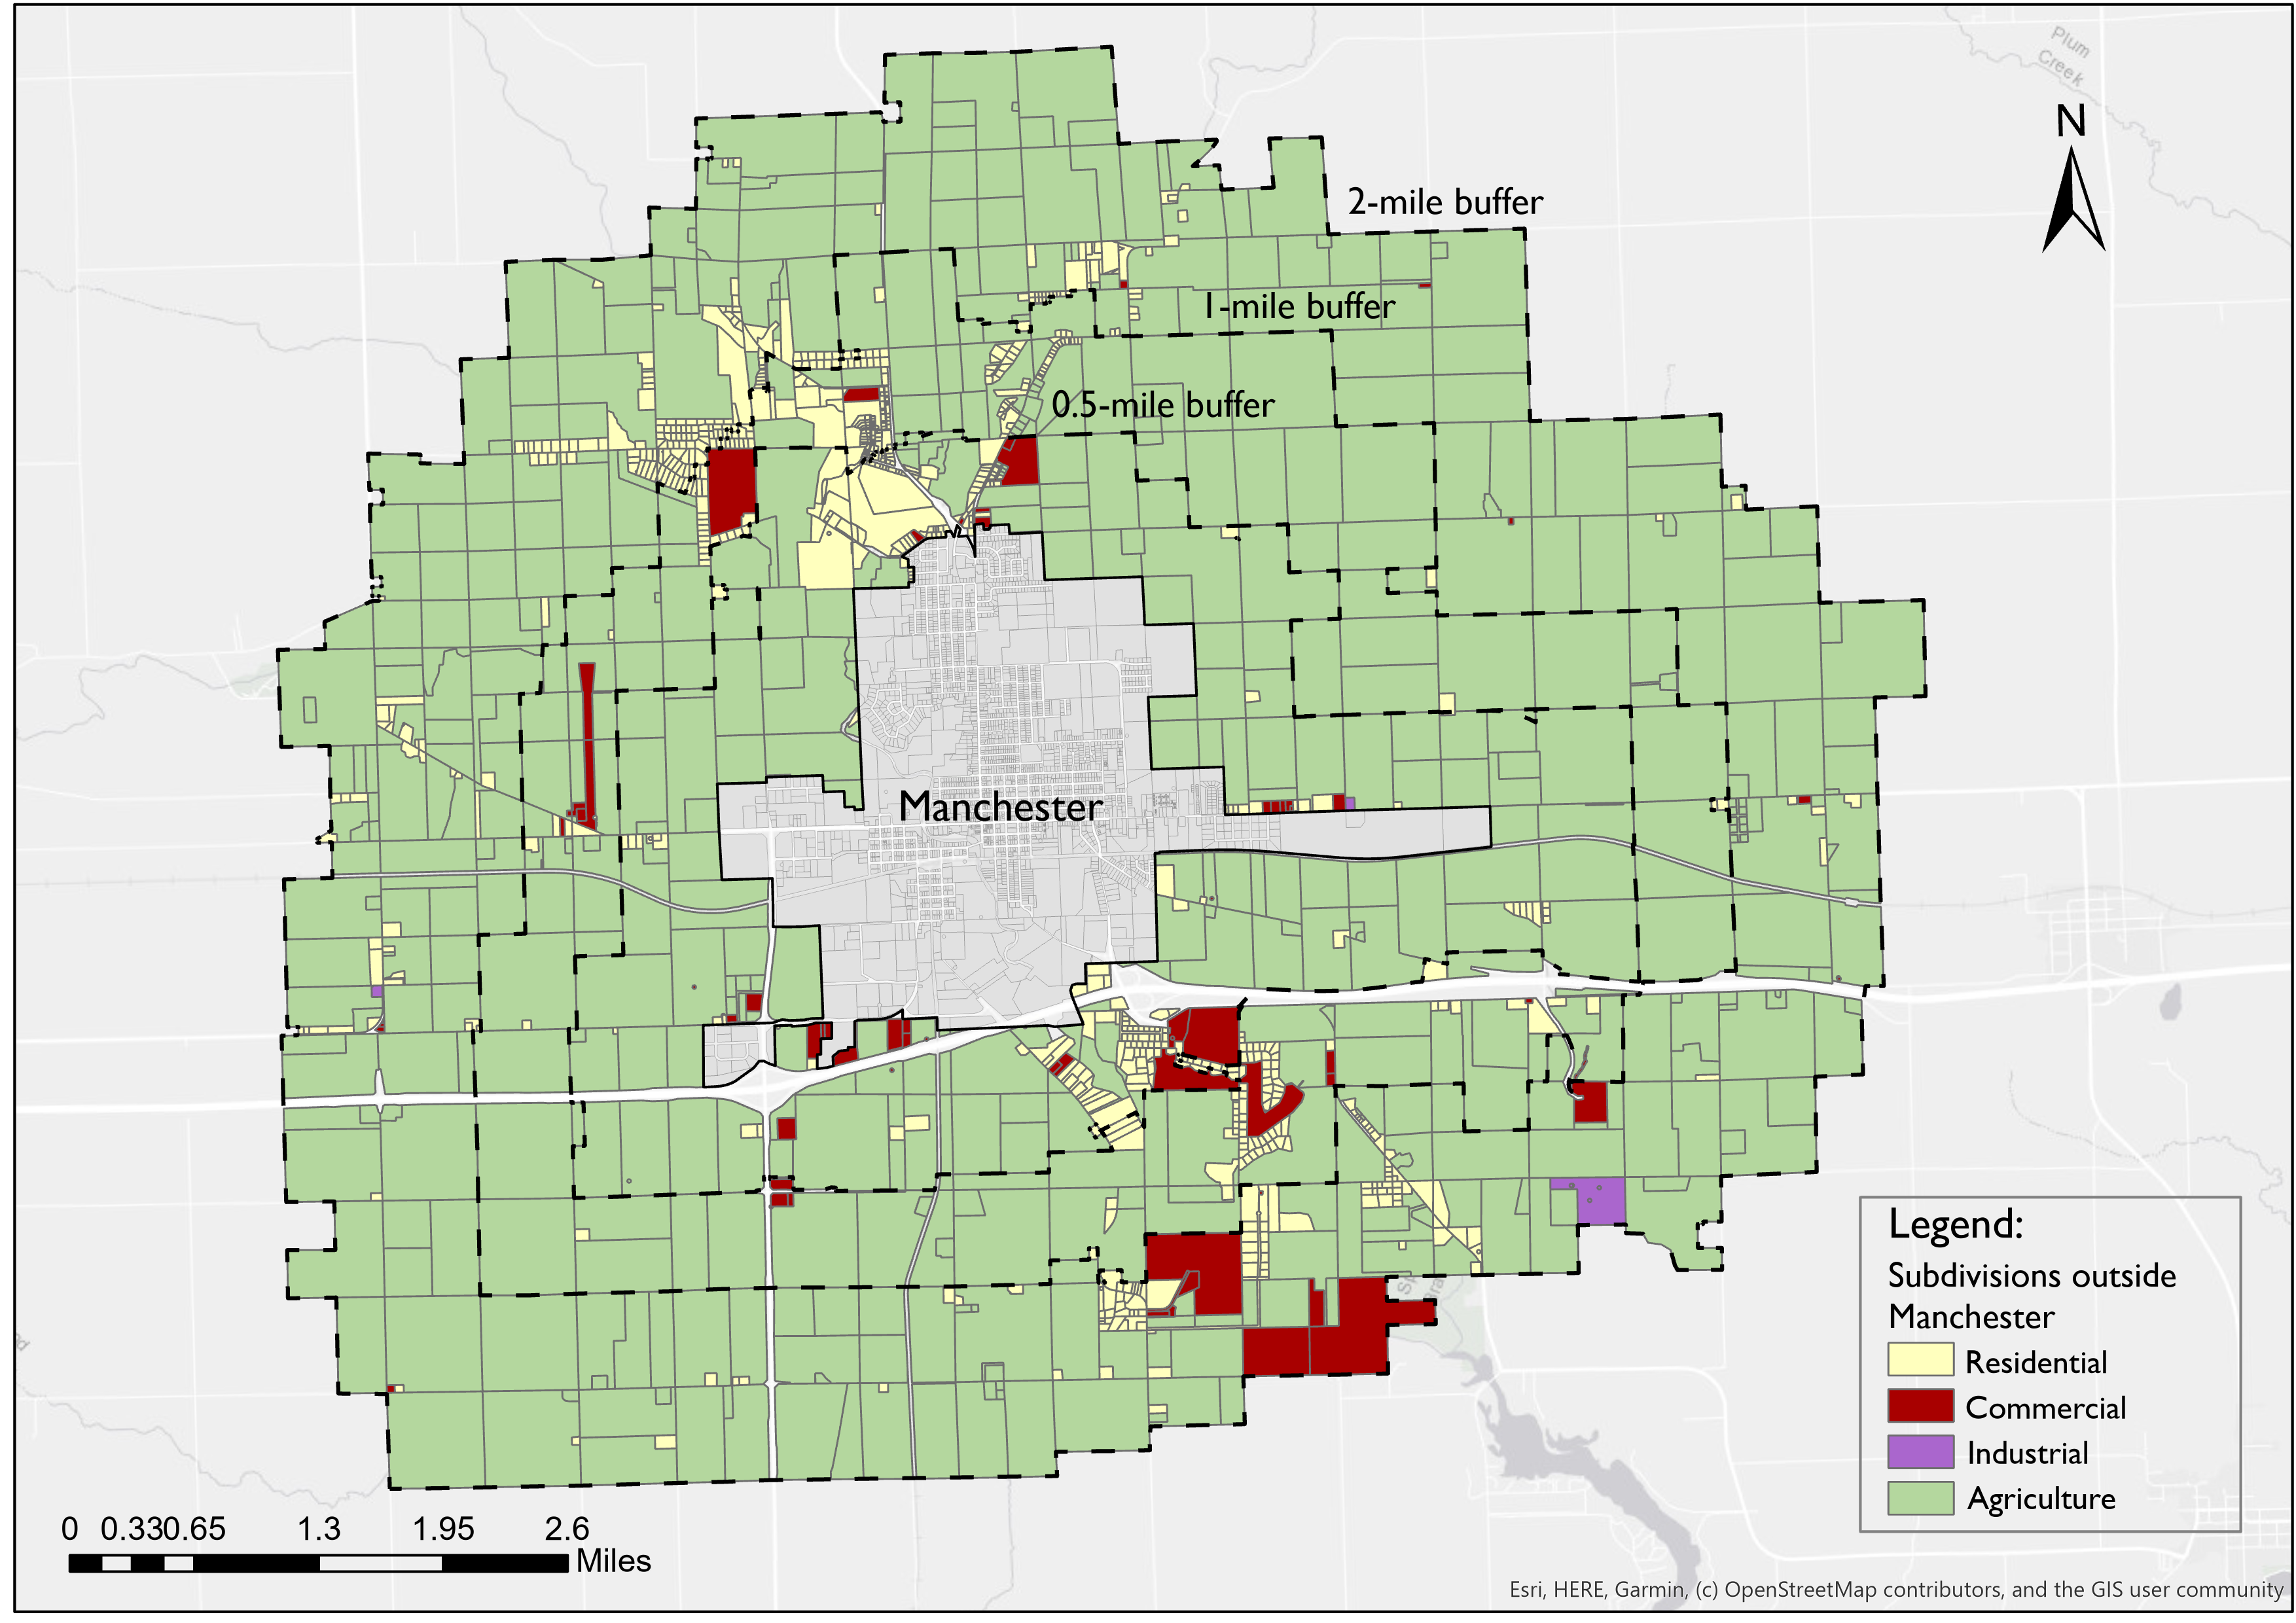 Plum
Creek
N
2-mile buffer
1-mile buffer
0.5-mile buffer
Manchester
Legend:
Subdivisions outside
Manchester
Residential
Commercial
Industrial
Agriculture
0 0.33 0.65 1.3 1.95 2.6
Miles
Esri, HERE, Garmin, (c) OpenStreetMap contributors, and the GIS user community